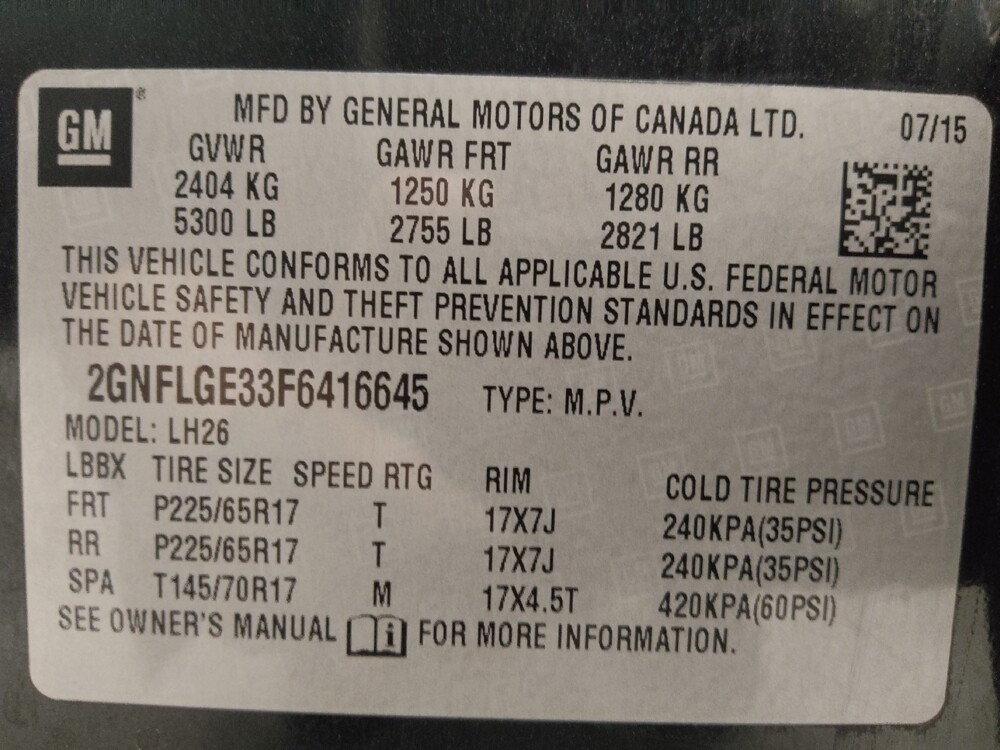 GM
MFD BY GENERAL MOTORS OF CANADA LTD. 07/15
GVWR GAWR FRT GAWR RR
2404 KG 1250 KG 1280 KG
5300 LB 2755 LB 2821 LB
THIS VEHICLE CONFORMS TO ALL APPLICABLE U.S. FEDERAL MOTOR
VEHICLE SAFETY AND THEFT PREVENTION STANDARDS IN EFFECT ON
THE DATE OF MANUFACTURE SHOWN ABOVE.
2GNFLGE33F6416645 TYPE: M.P.V.
MODEL: LH26
LBBX TIRE SIZE SPEED RTG RIM COLD TIRE PRESSURE
FRT P225/65R17 T 17X7J 240KPA(35PSI)
RR P225/65R17 T 17X7J 240KPA(35PSI)
SPA T145/70R17 M 17X4.5T 420KPA(60PSI)
SEE OWNER'S MANUAL i FOR MORE INFORMATION.